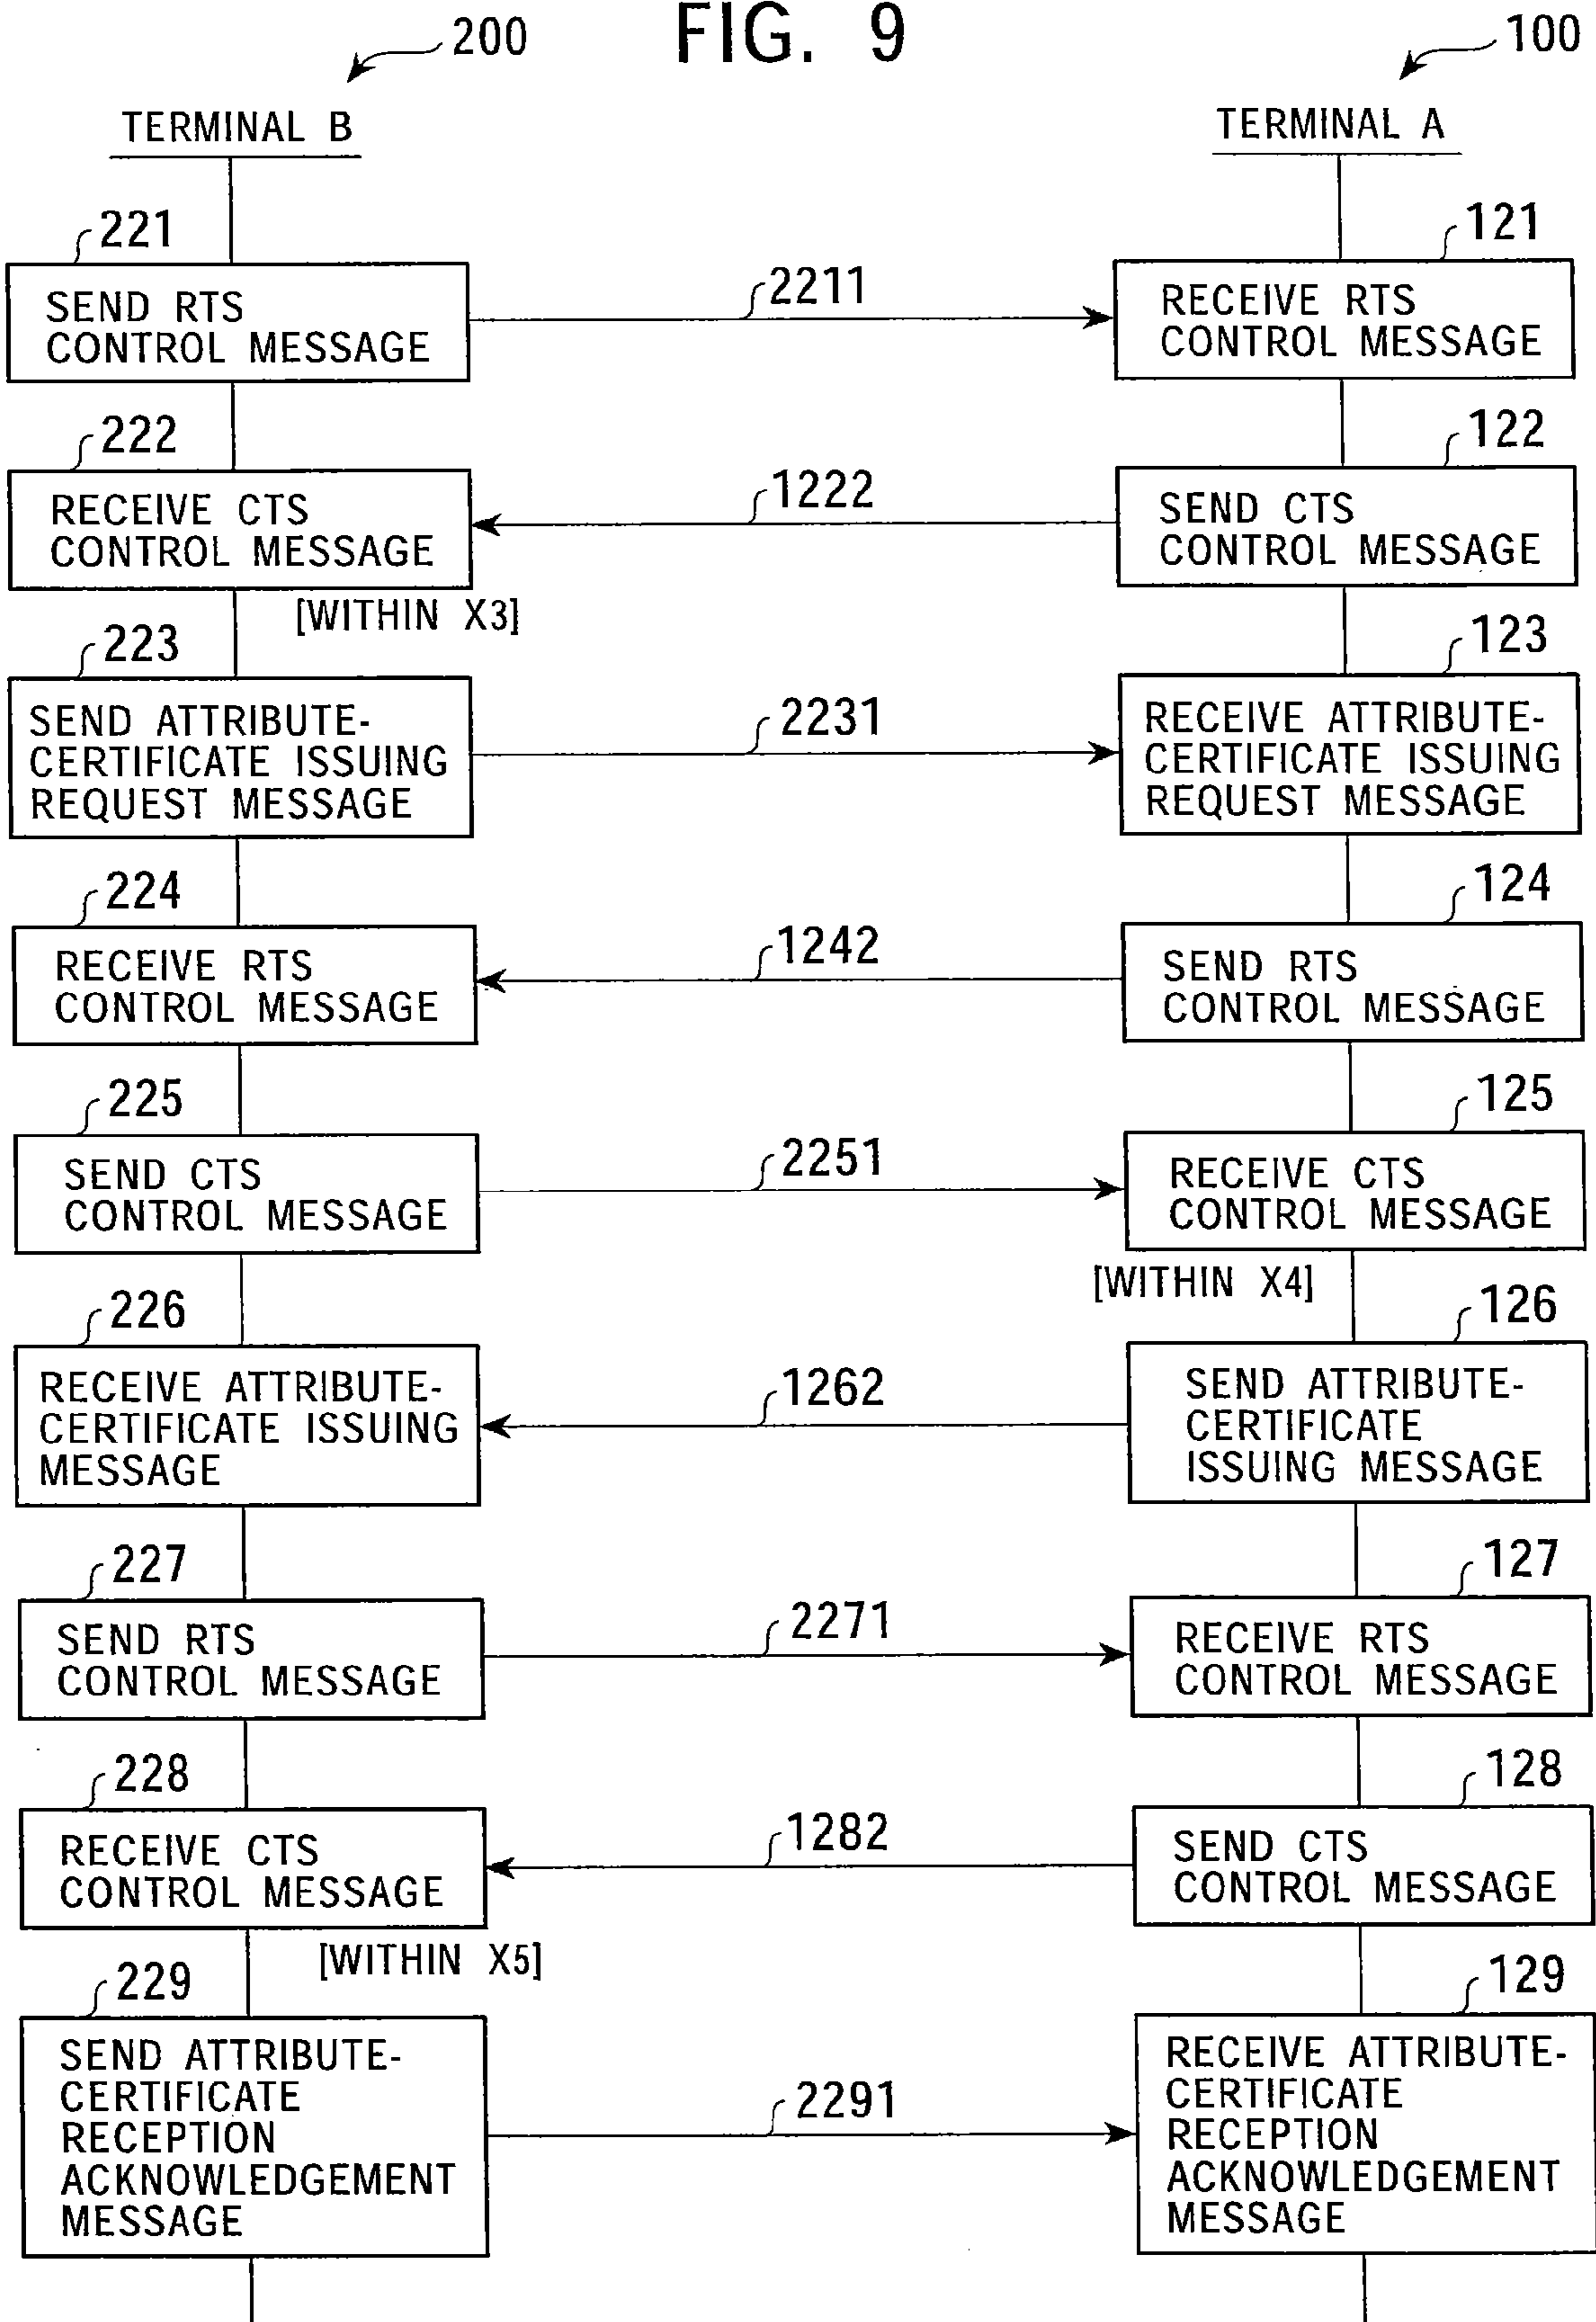 FIG. 9
200
100
TERMINAL B
TERMINAL A
221
121
SEND RTS
CONTROL MESSAGE
2211
RECEIVE RTS
CONTROL MESSAGE
222
122
RECEIVE CTS
CONTROL MESSAGE
1222
SEND CTS
CONTROL MESSAGE
[WITHIN X3]
223
123
SEND ATTRIBUTE-
CERTIFICATE ISSUING
REQUEST MESSAGE
2231
RECEIVE ATTRIBUTE-
CERTIFICATE ISSUING
REQUEST MESSAGE
224
124
RECEIVE RTS
CONTROL MESSAGE
1242
SEND RTS
CONTROL MESSAGE
225
125
SEND CTS
CONTROL MESSAGE
2251
RECEIVE CTS
CONTROL MESSAGE
[WITHIN X4]
226
126
RECEIVE ATTRIBUTE-
CERTIFICATE ISSUING
MESSAGE
1262
SEND ATTRIBUTE-
CERTIFICATE
ISSUING MESSAGE
227
127
SEND RTS
CONTROL MESSAGE
2271
RECEIVE RTS
CONTROL MESSAGE
228
128
RECEIVE CTS
CONTROL MESSAGE
1282
SEND CTS
CONTROL MESSAGE
[WITHIN X5]
229
129
SEND ATTRIBUTE-
CERTIFICATE
RECEPTION
ACKNOWLEDGEMENT
MESSAGE
2291
RECEIVE ATTRIBUTE-
CERTIFICATE
RECEPTION
ACKNOWLEDGEMENT
MESSAGE